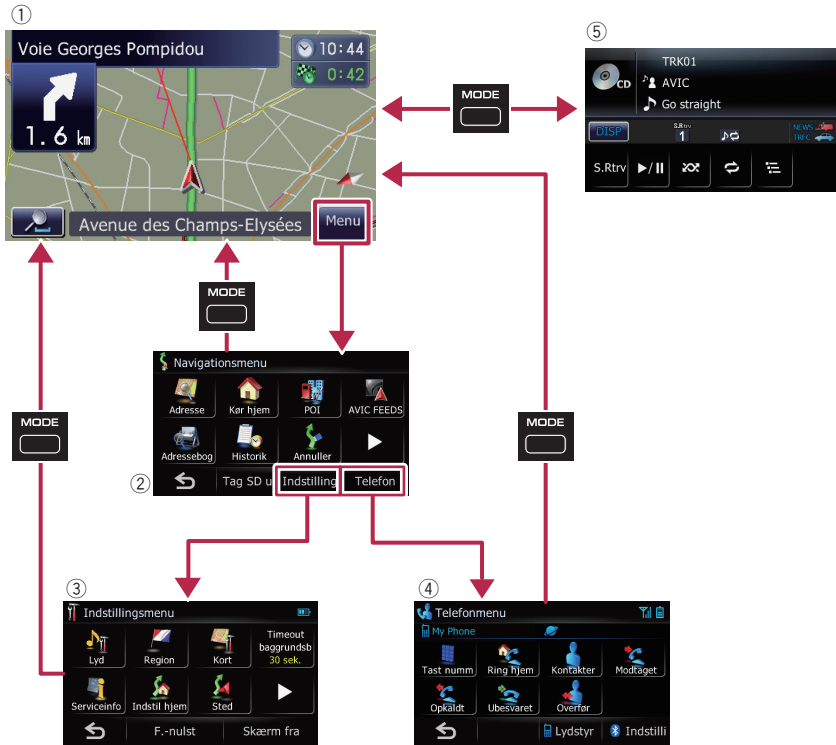 ①
Voie Georges Pompidou
10:44
0:42
1.6 km
Avenue des Champs-Elysées
Menu
MODE
⑤
TRK01
CD
AVIC
Go straight
DISP
S.Rtrv
1
NEWS
TRFC
S.Rtrv
MODE
Navigationsmenu
Adresse
Kør hjem
POI
AVIC FEEDS
Adressebog
Historik
Annuller
②
Tag SD u
Indstilling
Telefon
MODE
MODE
③
Indstillingsmenu
Lyd
Region
Kort
Timeout
baggrundsb
30 sek.
Serviceinfo
Indstil hjem
Sted
F.-nulst
Skærm fra
④
Telefonmenu
My Phone
Tast numm
Ring hjem
Kontakter
Modtaget
Opkaldt
Ubesvaret
Overfør
Lydstyr
Indstilli